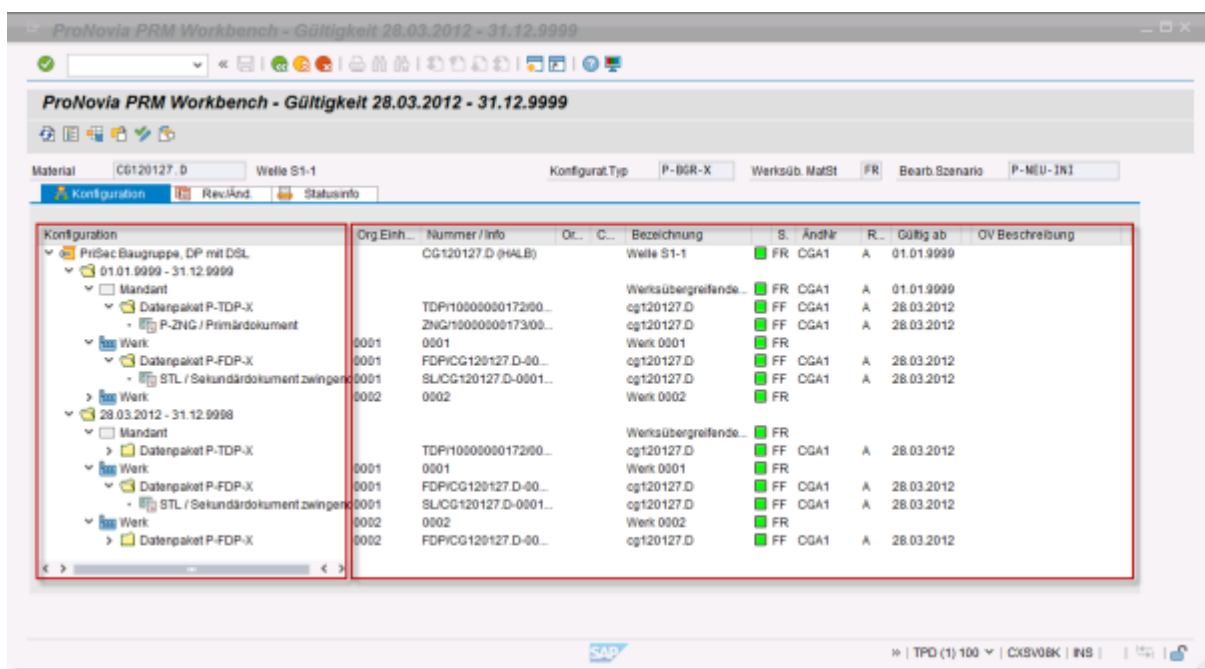 ProNovia PRM Workbench - Gültigkeit 28.03.2012 - 31.12.9999
ProNovia PRM Workbench - Gültigkeit 28.03.2012 - 31.12.9999
Material CG120127.D Welle S1-1 Konfigurat.Typ P-BGR-X Werksüb. MatSt FR Bearb.Szenario P-NEU-INI
Konfiguration Rev/Änd. Statusinfo
Konfiguration Org.Einh... Nummer / Info Or... C... Bezeichnung S. ÄndNr R... Gültig ab OV Beschreibung
PriSec Baugruppe, DP mit DSL CG120127.D (HALB) Welle S1-1 FR CGA1 A 01.01.9999
01.01.9999 - 31.12.9999
Mandant Werksübergreifende... FR CGA1 A 01.01.9999
Datenpaket P-TDP-X TDP/10000000172/00... cg120127.D FF CGA1 A 28.03.2012
P-ZNG / Primärdokument ZNG/10000000173/00... cg120127.D FF CGA1 A 28.03.2012
Werk 0001 0001 Werk 0001 FR
Datenpaket P-FDP-X 0001 FDP/CG120127.D-00... cg120127.D FF CGA1 A 28.03.2012
STL / Sekundärdokument zwingend 0001 SL/CG120127.D-0001... cg120127.D FF CGA1 A 28.03.2012
Werk 0002 0002 Werk 0002 FR
28.03.2012 - 31.12.9998
Mandant Werksübergreifende... FR
Datenpaket P-TDP-X TDP/10000000172/00... cg120127.D FF CGA1 A 28.03.2012
Werk 0001 0001 Werk 0001 FR
Datenpaket P-FDP-X 0001 FDP/CG120127.D-00... cg120127.D FF CGA1 A 28.03.2012
STL / Sekundärdokument zwingend 0001 SL/CG120127.D-0001... cg120127.D FF CGA1 A 28.03.2012
Werk 0002 0002 Werk 0002 FR
Datenpaket P-FDP-X 0002 FDP/CG120127.D-00... cg120127.D FF CGA1 A 28.03.2012
SAP TPD (1) 100 CXSV08K INS